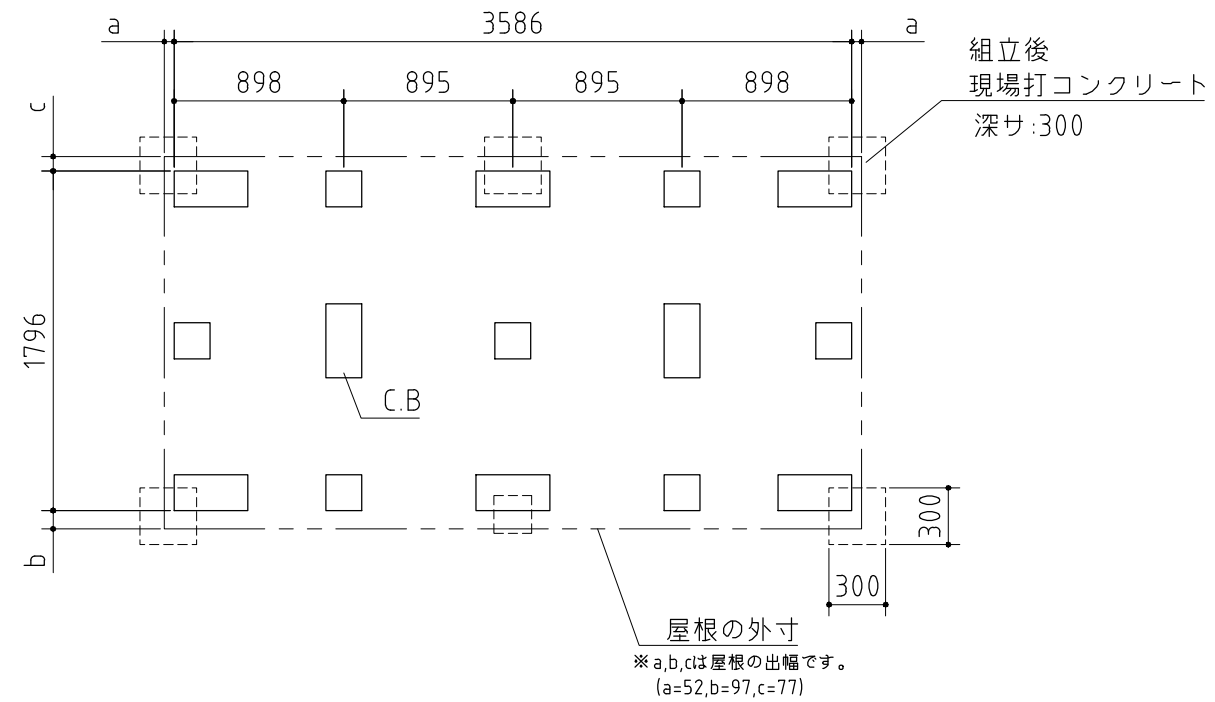 a
3586
a
898
895
895
898
組立後
現場打コンクリート
深サ:300
c
1796
b
C.B
300
300
屋根の外寸
※a,b,cは屋根の出幅です。
(a=52,b=97,c=77)